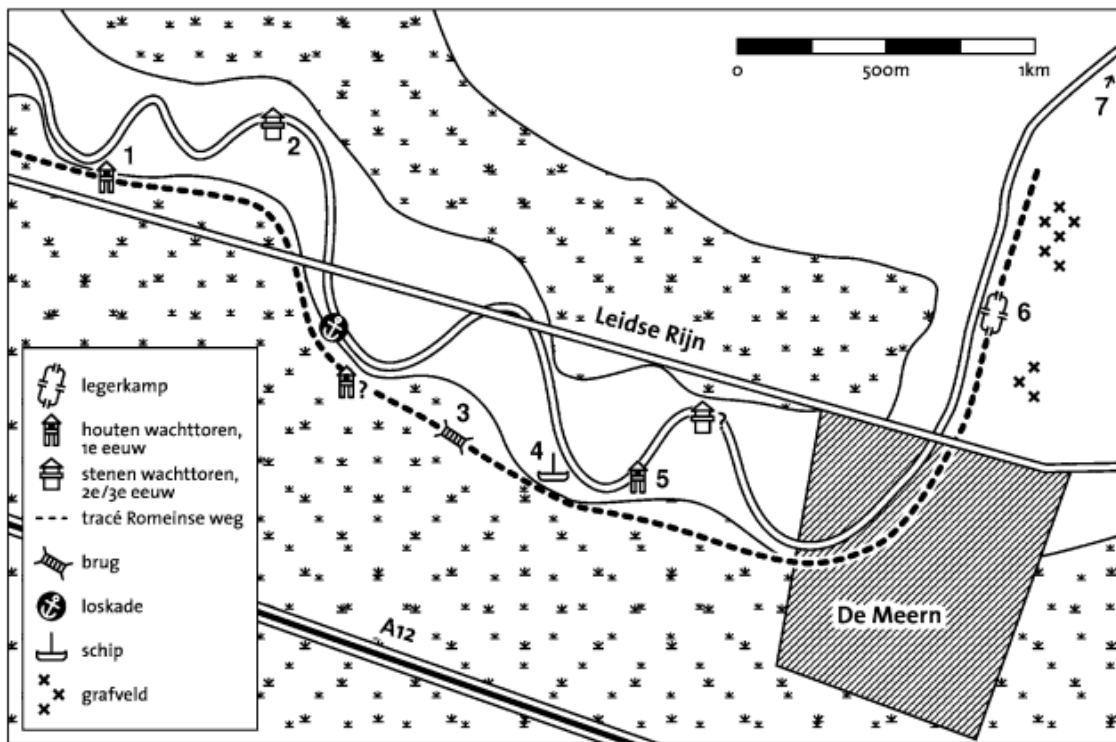 0
500m
1km
7
1
2
Leidse Rijn
6
?
3
?
4
5
De Meern
A12
legerkamp
houten wachttoren,
1e eeuw
stenen wachttoren,
2e/3e eeuw
tracé Romeinse weg
brug
loskade
schip
grafveld